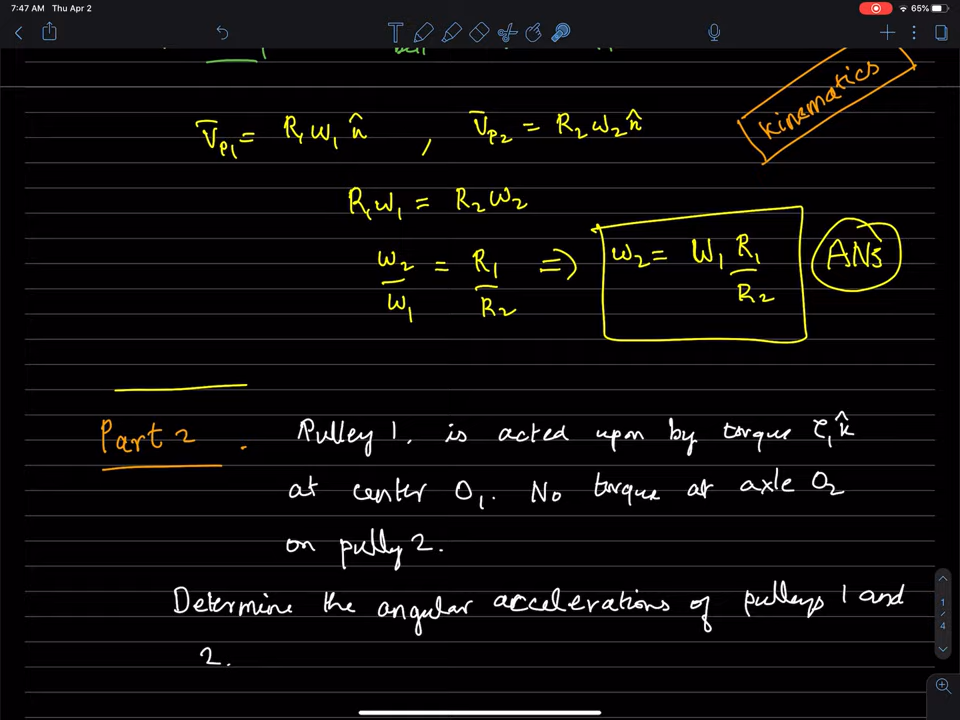 7:47 AM Thu Apr 2
65%
Kinematics
V̄P1 = R1ω1 n̂ , V̄P2 = R2ω2 n̂
R1ω1 = R2ω2
ω2/ω1 = R1/R2 => ω2 = ω1 R1/R2 ANS
Part 2 . Pulley 1. is acted upon by torque τ1 k̂
at center O1. No torque at axle O2
on pully 2.
Determine the angular accelerations of pulleys 1 and
2.
1
/
4